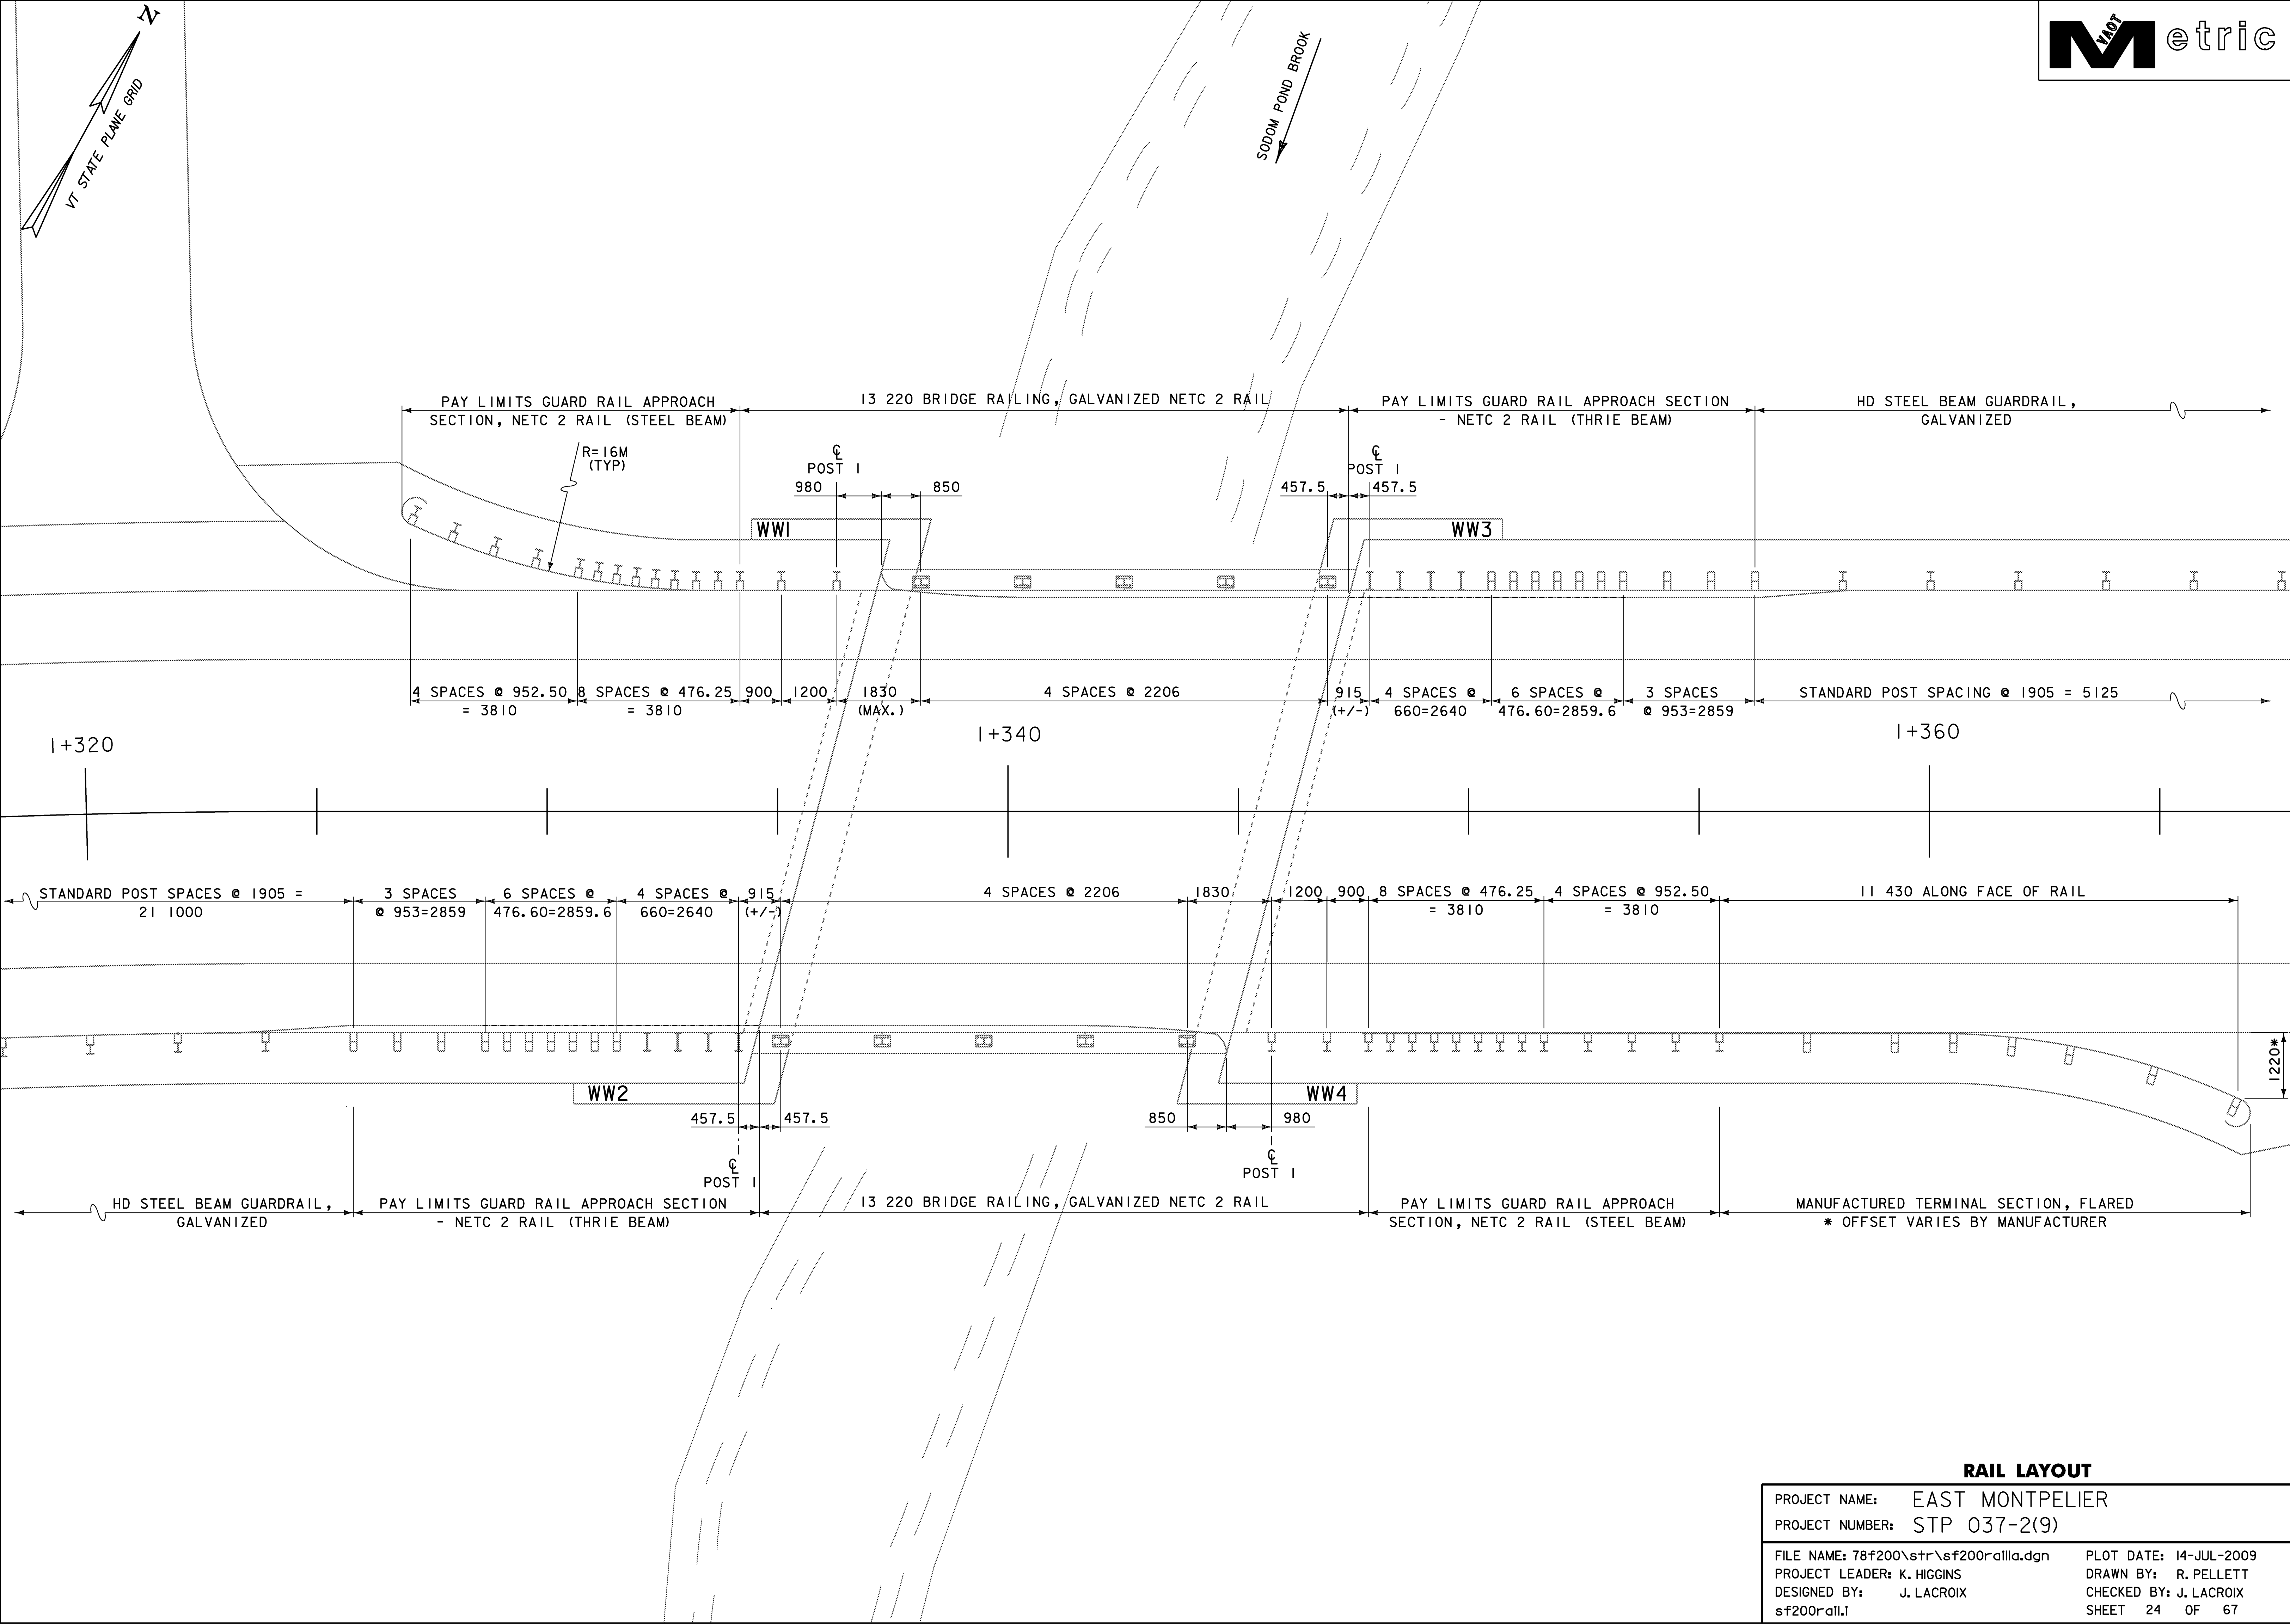 N
VT STATE PLANE GRID
SODOM POND BROOK
VAOT
Metric
PAY LIMITS GUARD RAIL APPROACH
SECTION, NETC 2 RAIL (STEEL BEAM)
13 220 BRIDGE RAILING, GALVANIZED NETC 2 RAIL
PAY LIMITS GUARD RAIL APPROACH SECTION
- NETC 2 RAIL (THRIE BEAM)
HD STEEL BEAM GUARDRAIL,
GALVANIZED
R=16M
(TYP)
℄
POST 1
980
850
℄
POST 1
457.5
457.5
WW1
WW3
4 SPACES @ 952.50
= 3810
8 SPACES @ 476.25
= 3810
900
1200
1830
(MAX.)
4 SPACES @ 2206
915
(+/-)
4 SPACES @
660=2640
6 SPACES @
476.60=2859.6
3 SPACES
@ 953=2859
STANDARD POST SPACING @ 1905 = 5125
1+320
1+340
1+360
STANDARD POST SPACES @ 1905 =
21 1000
3 SPACES
@ 953=2859
6 SPACES @
476.60=2859.6
4 SPACES @
660=2640
915
(+/-)
4 SPACES @ 2206
1830
1200
900
8 SPACES @ 476.25
= 3810
4 SPACES @ 952.50
= 3810
11 430 ALONG FACE OF RAIL
1220*
WW2
WW4
457.5
457.5
850
980
℄
POST 1
℄
POST 1
HD STEEL BEAM GUARDRAIL,
GALVANIZED
PAY LIMITS GUARD RAIL APPROACH SECTION
- NETC 2 RAIL (THRIE BEAM)
13 220 BRIDGE RAILING, GALVANIZED NETC 2 RAIL
PAY LIMITS GUARD RAIL APPROACH
SECTION, NETC 2 RAIL (STEEL BEAM)
MANUFACTURED TERMINAL SECTION, FLARED
* OFFSET VARIES BY MANUFACTURER
RAIL LAYOUT
PROJECT NAME: EAST MONTPELIER
PROJECT NUMBER: STP 037-2(9)
FILE NAME: 78f200\str\sf200railla.dgn
PLOT DATE: 14-JUL-2009
PROJECT LEADER: K. HIGGINS
DRAWN BY: R. PELLETT
DESIGNED BY: J. LACROIX
CHECKED BY: J. LACROIX
sf200rail.i
SHEET 24 OF 67